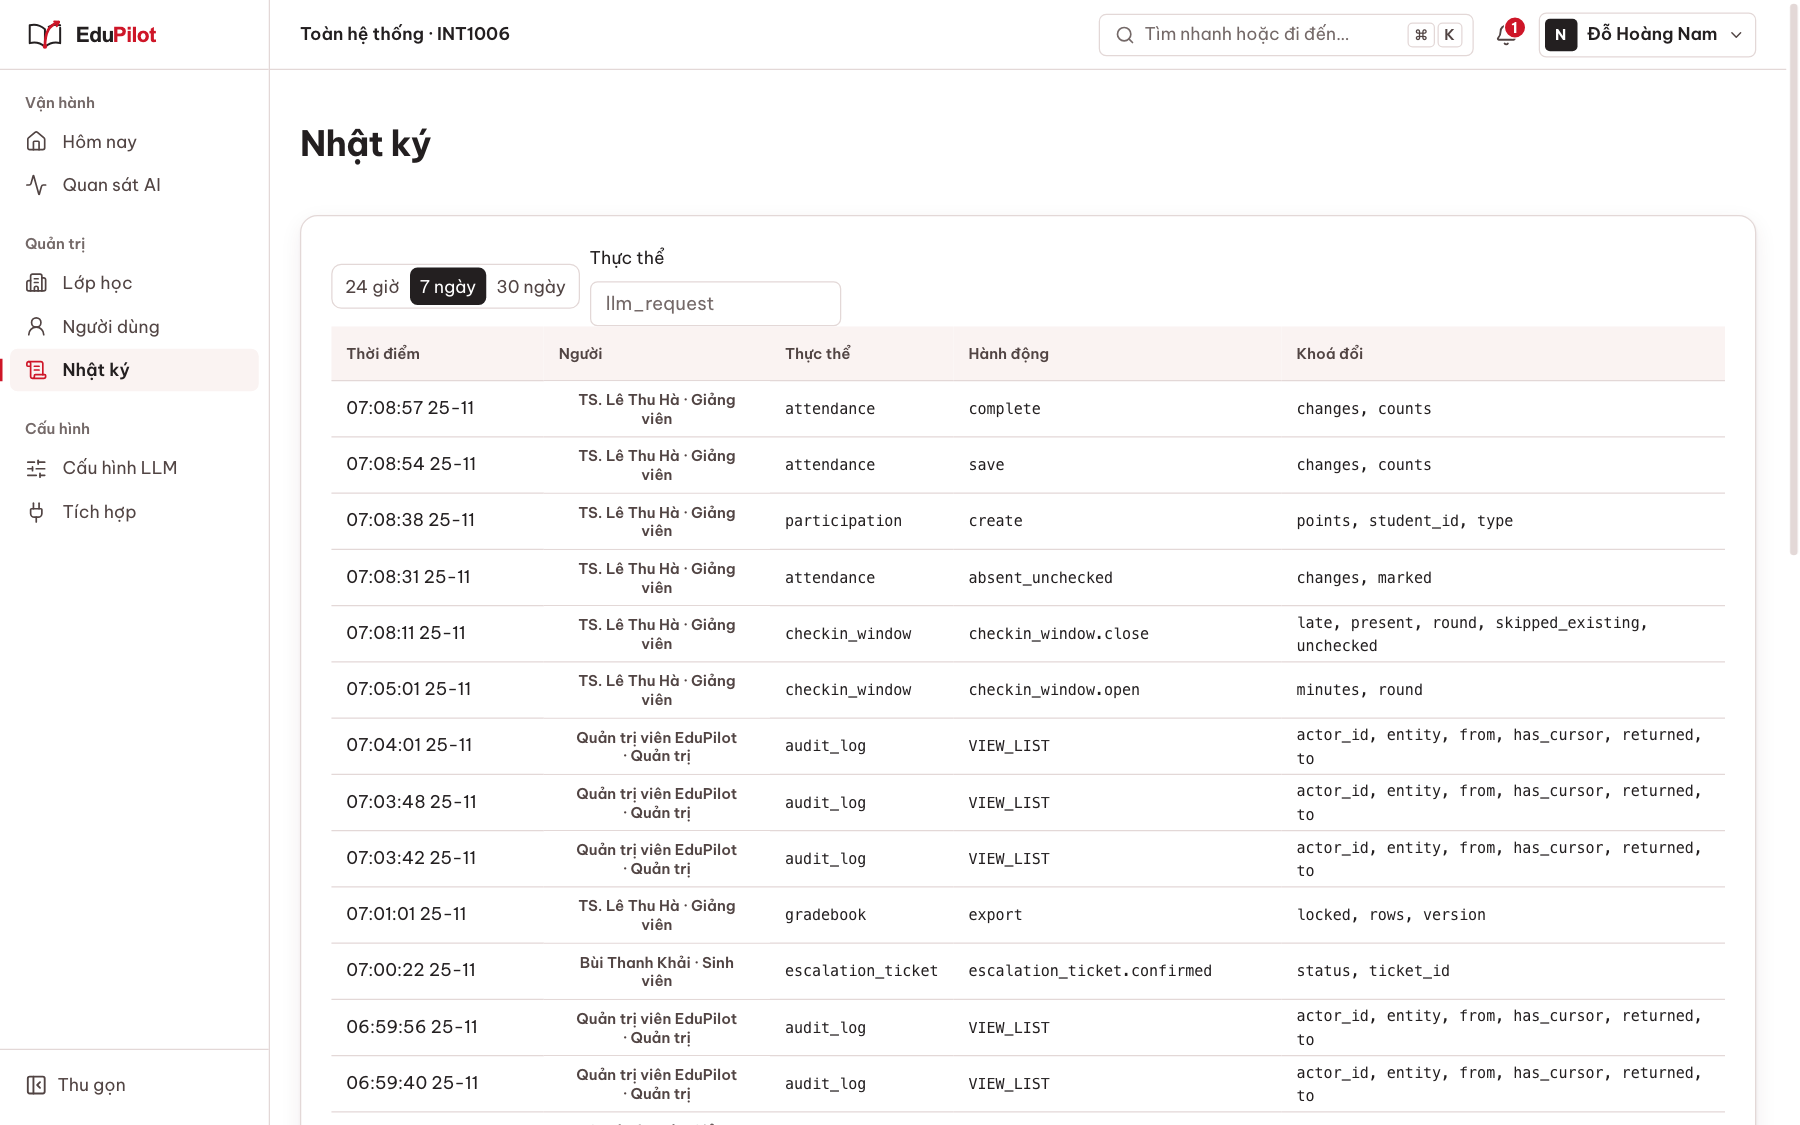 EduPilot
Toàn hệ thống · INT1006
Tìm nhanh hoặc đi đến...
⌘ K
1
N
Đỗ Hoàng Nam
Vận hành
Hôm nay
Quan sát AI
Quản trị
Lớp học
Người dùng
Nhật ký
Cấu hình
Cấu hình LLM
Tích hợp
Thu gọn
Nhật ký
24 giờ 7 ngày 30 ngày
Thực thể
llm_request
Thời điểm Người Thực thể Hành động Khoá đổi
07:08:57 25-11 TS. Lê Thu Hà · Giảng viên attendance complete changes, counts
07:08:54 25-11 TS. Lê Thu Hà · Giảng viên attendance save changes, counts
07:08:38 25-11 TS. Lê Thu Hà · Giảng viên participation create points, student_id, type
07:08:31 25-11 TS. Lê Thu Hà · Giảng viên attendance absent_unchecked changes, marked
07:08:11 25-11 TS. Lê Thu Hà · Giảng viên checkin_window checkin_window.close late, present, round, skipped_existing, unchecked
07:05:01 25-11 TS. Lê Thu Hà · Giảng viên checkin_window checkin_window.open minutes, round
07:04:01 25-11 Quản trị viên EduPilot · Quản trị audit_log VIEW_LIST actor_id, entity, from, has_cursor, returned, to
07:03:48 25-11 Quản trị viên EduPilot · Quản trị audit_log VIEW_LIST actor_id, entity, from, has_cursor, returned, to
07:03:42 25-11 Quản trị viên EduPilot · Quản trị audit_log VIEW_LIST actor_id, entity, from, has_cursor, returned, to
07:01:01 25-11 TS. Lê Thu Hà · Giảng viên gradebook export locked, rows, version
07:00:22 25-11 Bùi Thanh Khải · Sinh viên escalation_ticket escalation_ticket.confirmed status, ticket_id
06:59:56 25-11 Quản trị viên EduPilot · Quản trị audit_log VIEW_LIST actor_id, entity, from, has_cursor, returned, to
06:59:40 25-11 Quản trị viên EduPilot · Quản trị audit_log VIEW_LIST actor_id, entity, from, has_cursor, returned, to